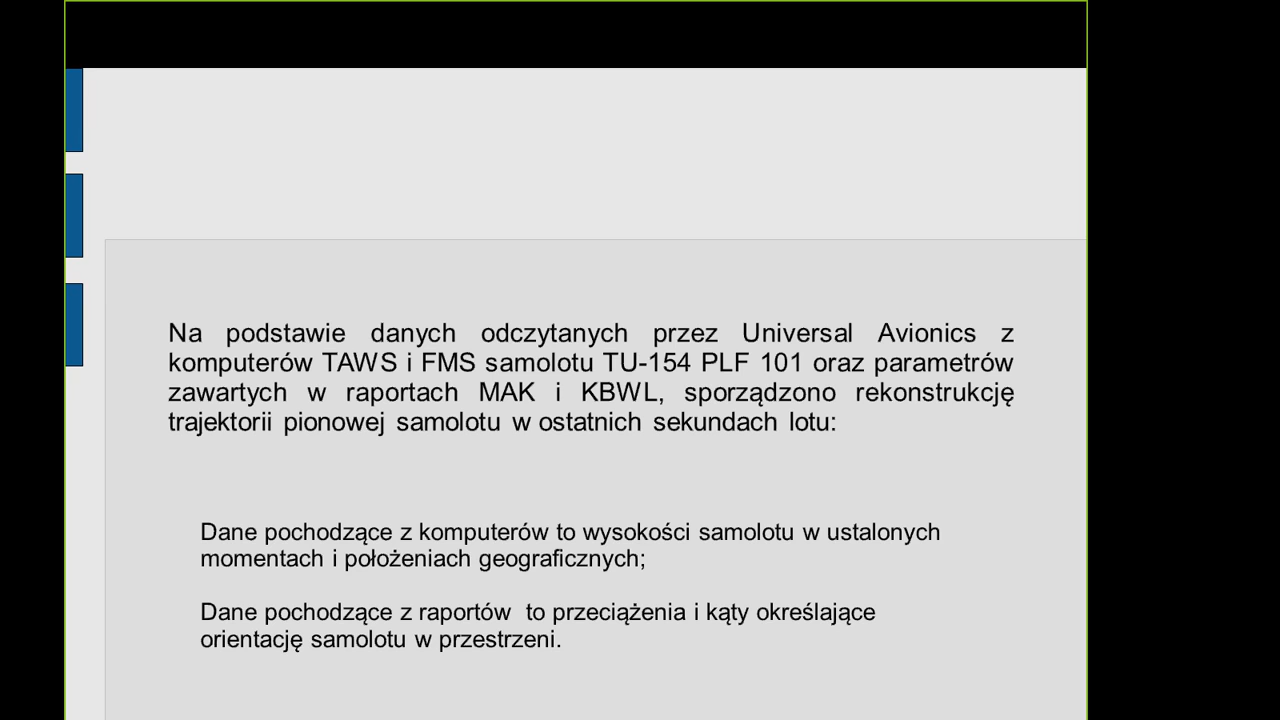 Na podstawie danych odczytanych przez Universal Avionics z
komputerów TAWS i FMS samolotu TU-154 PLF 101 oraz parametrów
zawartych w raportach MAK i KBWL, sporządzono rekonstrukcję
trajektorii pionowej samolotu w ostatnich sekundach lotu:
Dane pochodzące z komputerów to wysokości samolotu w ustalonych
momentach i położeniach geograficznych;
Dane pochodzące z raportów to przeciążenia i kąty określające
orientację samolotu w przestrzeni.